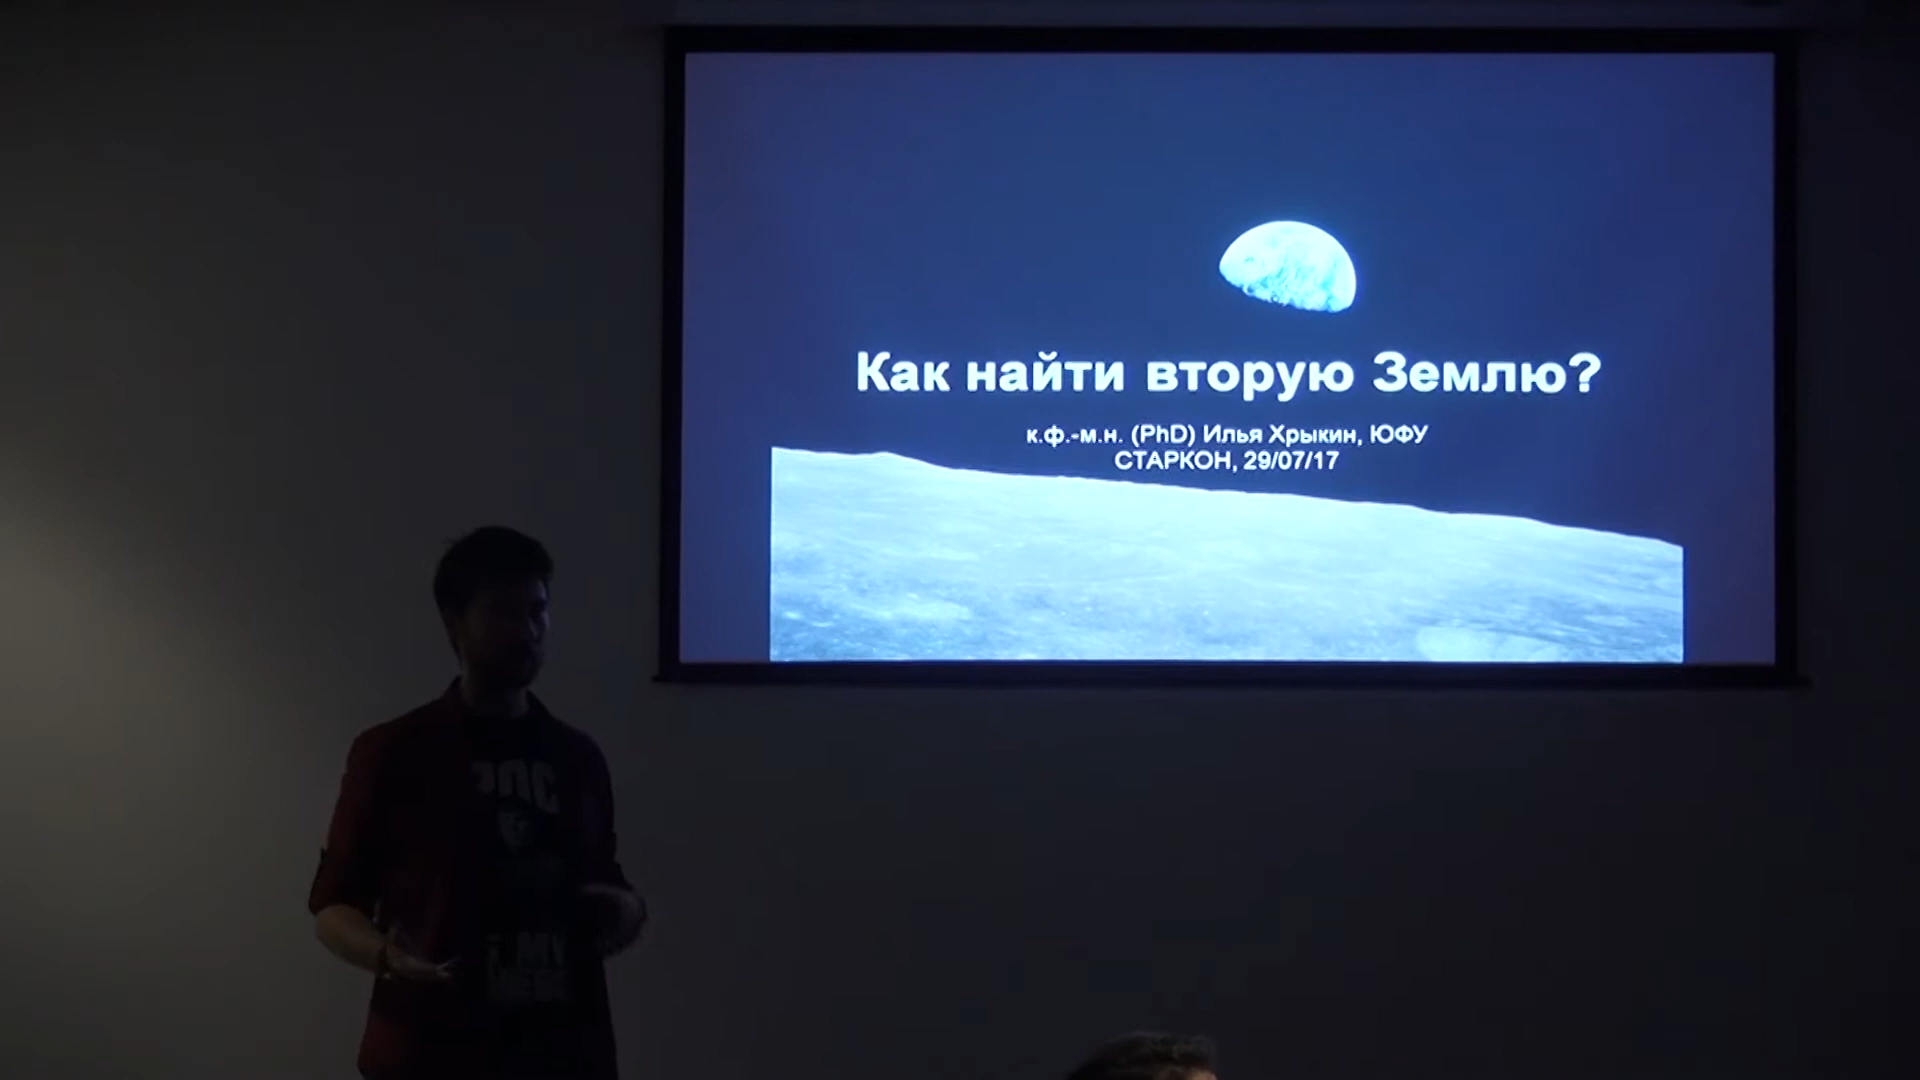 Как найти вторую Землю?
к.ф.-м.н. (PhD) Илья Хрыкин, ЮФУ
СТАРКОН, 29/07/17